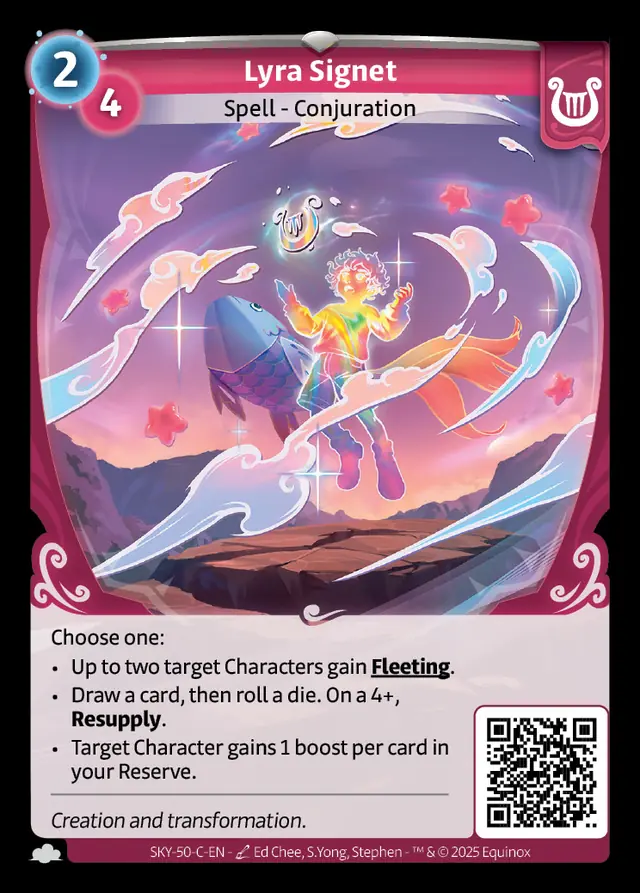 2
Lyra Signet
4
Spell - Conjuration
Choose one:
• Up to two target Characters gain Fleeting.
• Draw a card, then roll a die. On a 4+,
Resupply.
• Target Character gains 1 boost per card in
your Reserve.
Creation and transformation.
SKY-50-C-EN - Ed Chee, S.Yong, Stephen - ™ & © 2025 Equinox